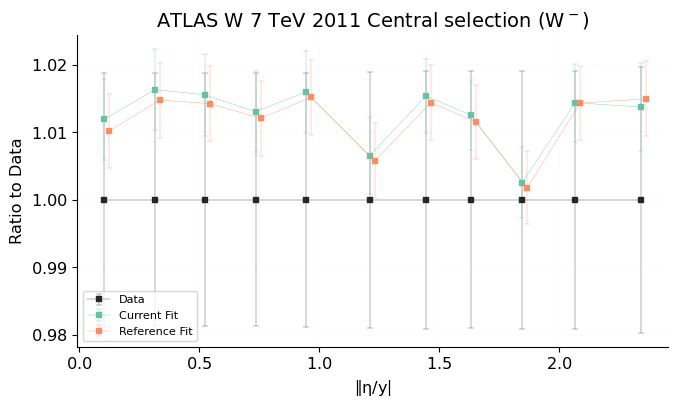 ATLAS W 7 TeV 2011 Central selection (W⁻)
1.02
1.01
1.00
0.99
0.98
Ratio to Data
Data
Current Fit
Reference Fit
0.0
0.5
1.0
1.5
2.0
‖η/y|